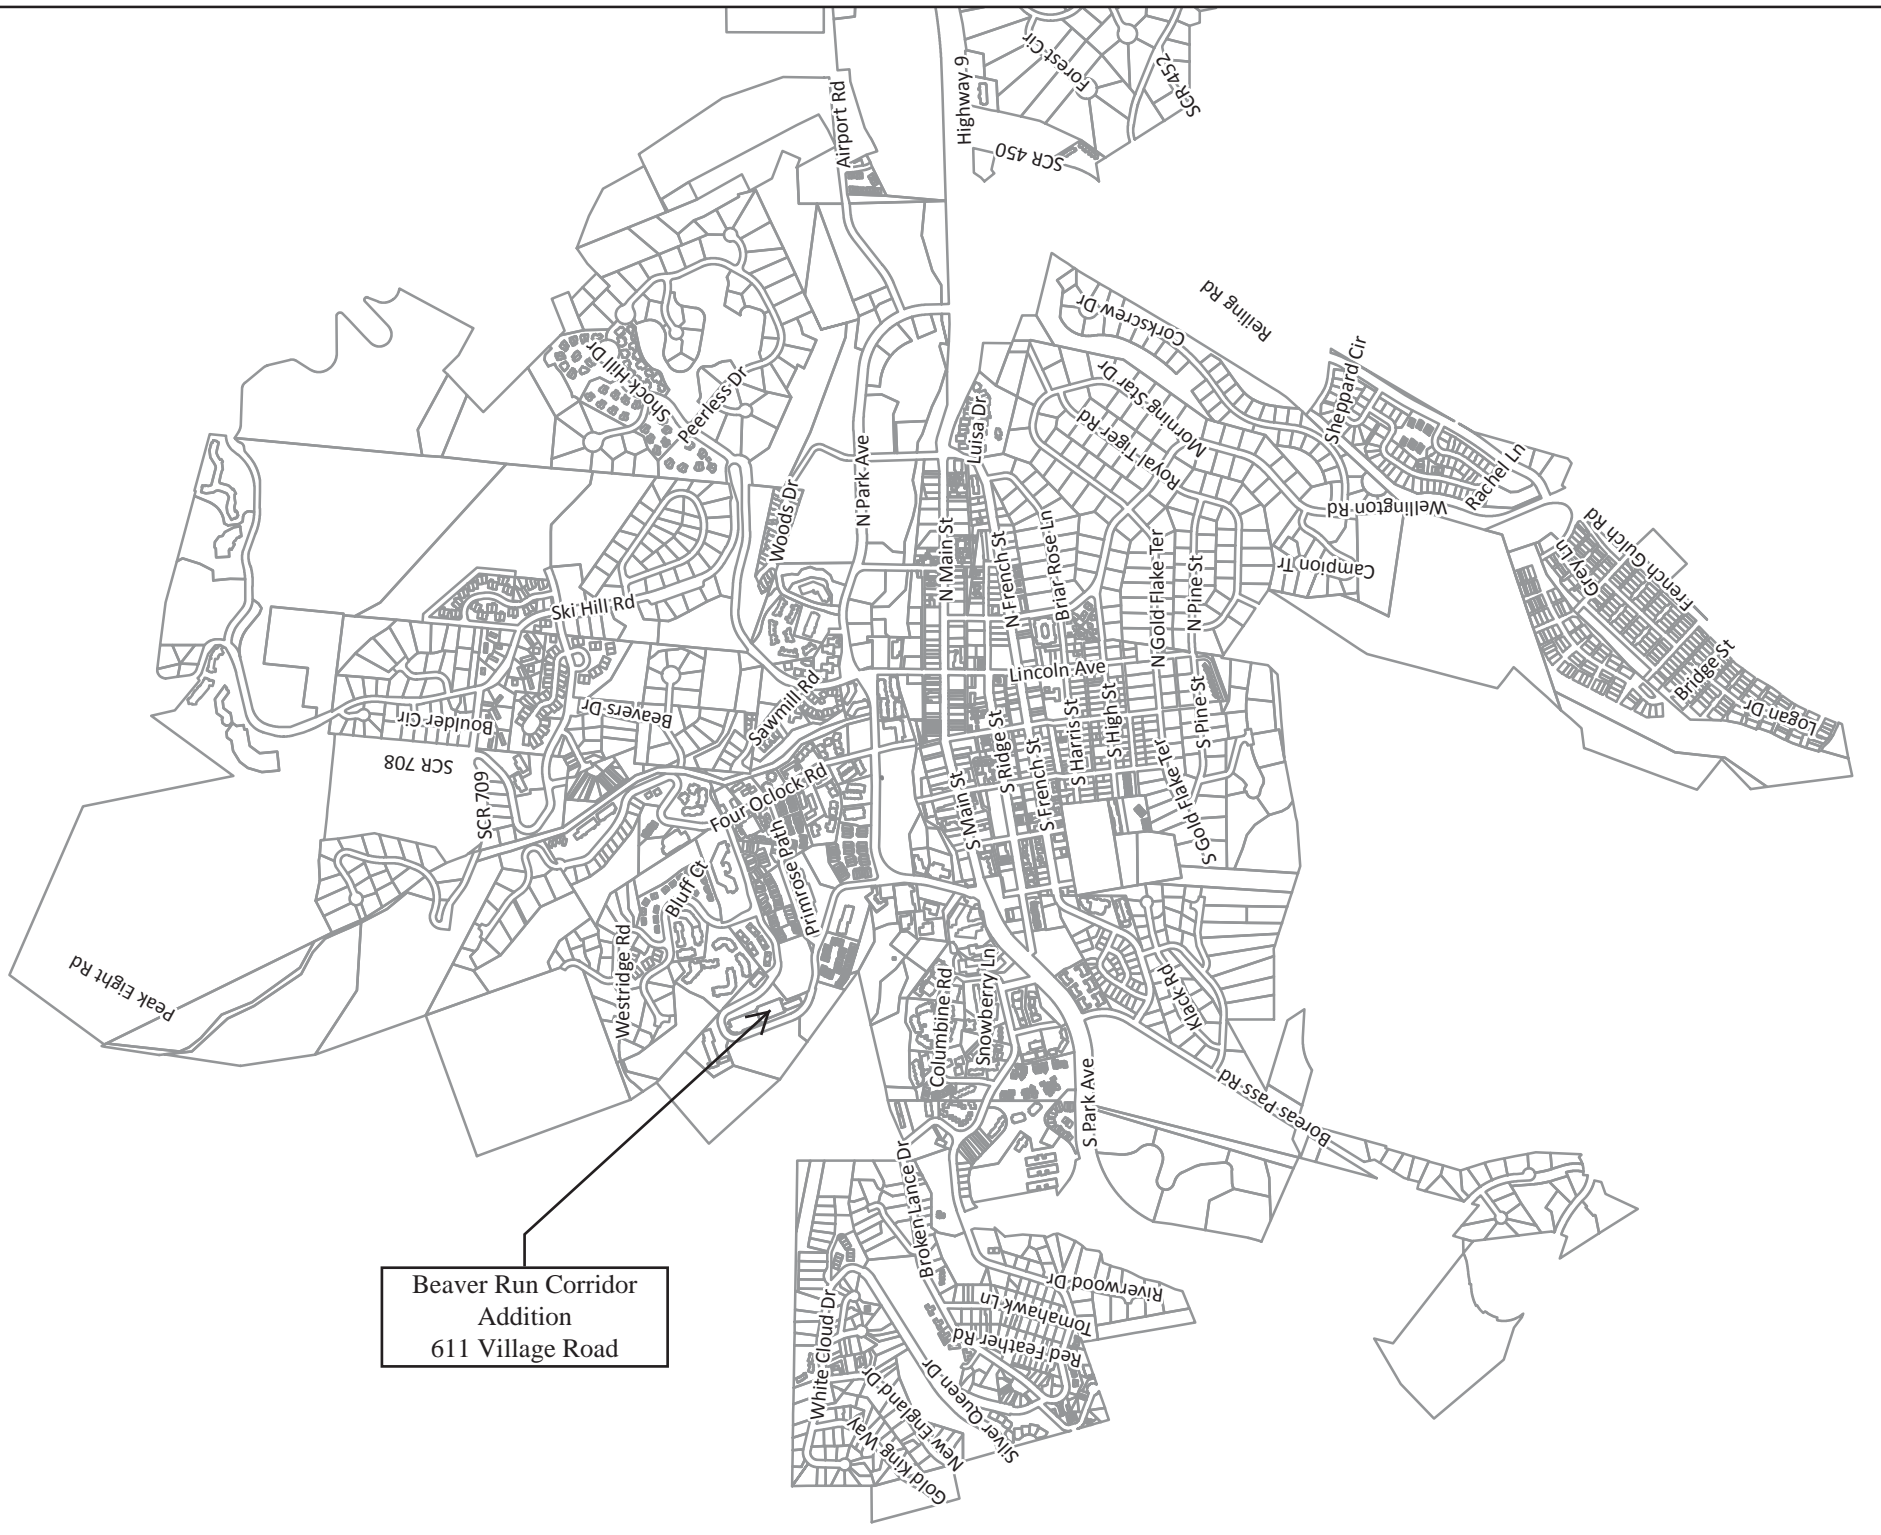 Highway 9
Forest Cir
SCR 452
SCR 450
Airport Rd
Reiling Rd
Corkscrew Dr
Sheppard Cir
Shock Hill Dr
Peerless Dr
Morning Star Dr
Royal Tiger Rd
Luisa Dr
N Park Ave
Rachel Ln
Wellington Rd
Woods Dr
N Main St
N French St
Briar Rose Ln
N Gold Flake Ter
N Pine St
Campion Tr
Grey Ln
French Gulch Rd
Ski Hill Rd
Lincoln Ave
Bridge St
Logan Dr
Boulder Cir
Beavers Dr
Sawmill Rd
S Ridge St
S Harris St
S High St
S Pine St
SCR 708
SCR 709
Four Oclock Rd
Primrose Path
S Main St
S French St
S Gold Flake Ter
Bluff Ct
Westridge Rd
Peak Eight Rd
Columbine Rd
Snowberry Ln
Klack Rd
S Park Ave
Boreas Pass Rd
Broken Lance Dr
Riverwood Dr
Tomahawk Ln
Red Feather Rd
White Cloud Dr
Silver Queen Dr
New England Dr
Gold King Way
Beaver Run Corridor
Addition
611 Village Road